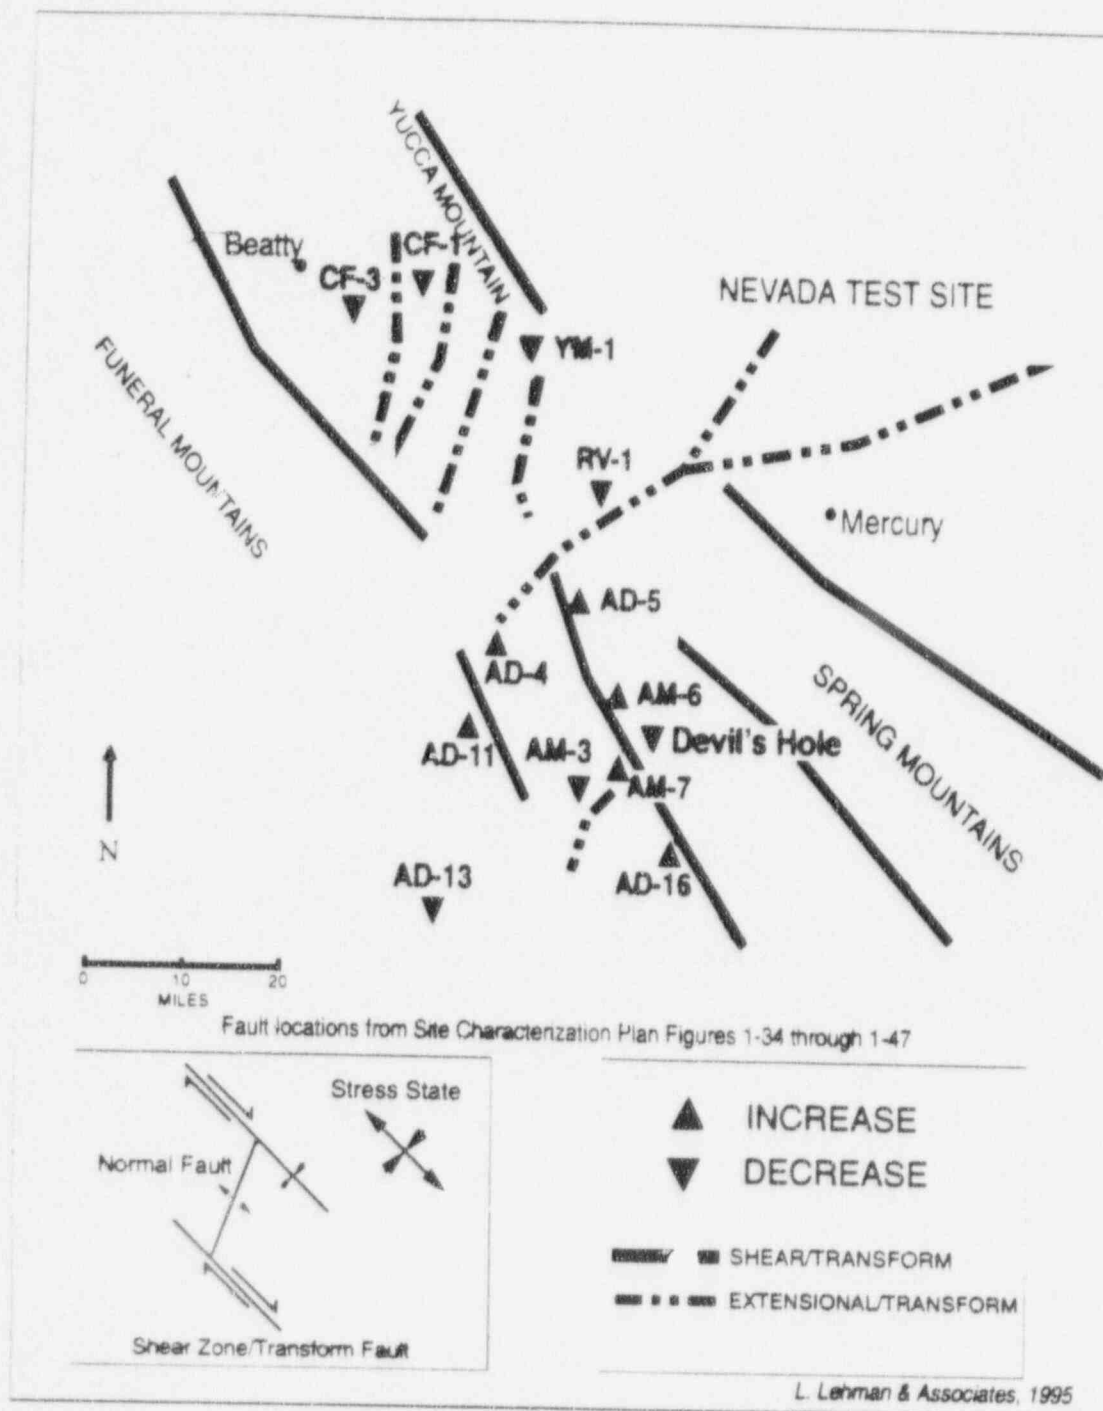 YUCCA MOUNTAIN
Beatty
CF-1
CF-3
NEVADA TEST SITE
YM-1
FUNERAL MOUNTAINS
RV-1
Mercury
AD-5
AD-4
AM-6
SPRING MOUNTAINS
Devil's Hole
AD-11
AM-3
AM-7
N
AD-13
AD-16
0 10 20
MILES
Fault locations from Site Characterization Plan Figures 1-34 through 1-47
Stress State
Normal Fault
Shear Zone/Transform Fault
INCREASE
DECREASE
SHEAR/TRANSFORM
EXTENSIONAL/TRANSFORM
L. Lehman & Associates, 1995